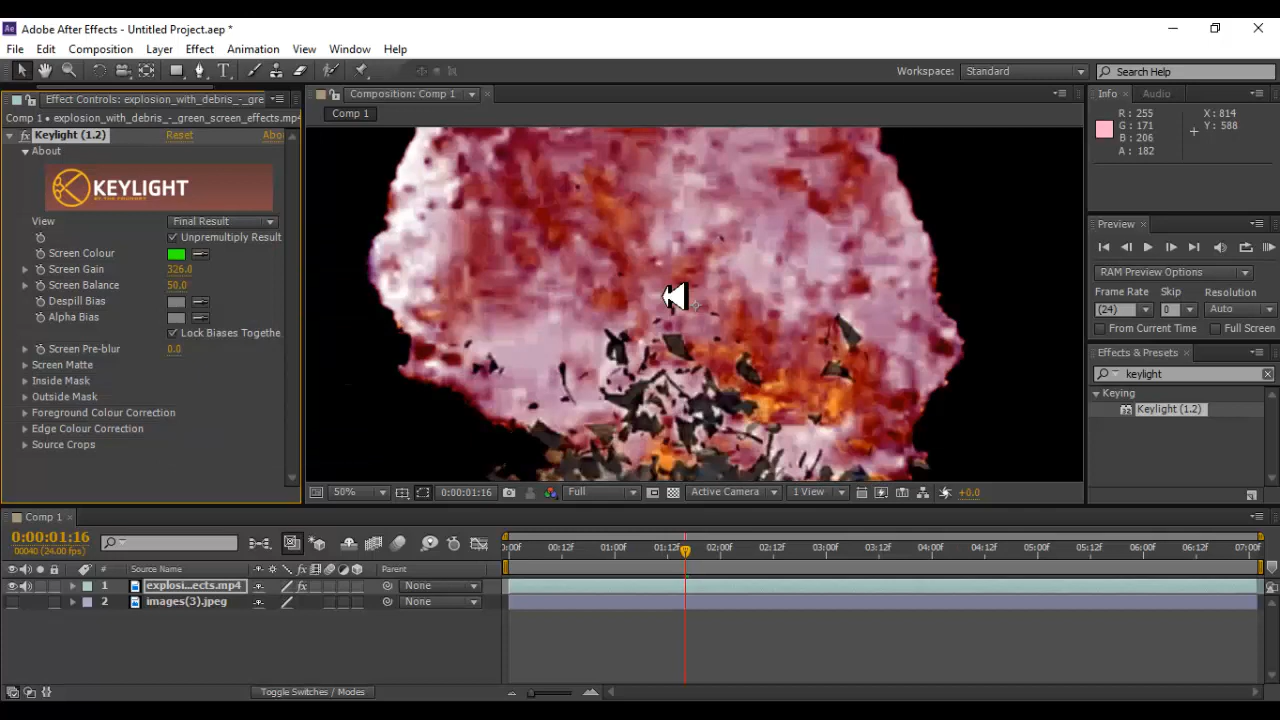 Adobe After Effects - Untitled Project.aep *
File Edit Composition Layer Effect Animation View Window Help
Workspace: Standard Search Help
Effect Controls: explosion_with_debris_-_gre
Comp 1 • explosion_with_debris_-_green_screen_effects.mp4
Keylight (1.2) Reset Abo
About
KEYLIGHT
BY THE FOUNDRY
View Final Result
Unpremultiply Result
Screen Colour
Screen Gain 326.0
Screen Balance 50.0
Despill Bias
Alpha Bias
Lock Biases Togethe
Screen Pre-blur 0.0
Screen Matte
Inside Mask
Outside Mask
Foreground Colour Correction
Edge Colour Correction
Source Crops
Composition: Comp 1
Comp 1
50% 0:00:01:16 Full Active Camera 1 View +0.0
Info Audio
R: 255 X: 814
G: 171 Y: 588
B: 206
A: 182
Preview
RAM Preview Options
Frame Rate Skip Resolution
(24) 0 Auto
From Current Time Full Screen
Effects & Presets
keylight
Keying
Keylight (1.2)
Comp 1
0:00:01:16
00040 (24.00 fps)
# Source Name fx Parent
1 explosi...ects.mp4 fx None
2 images(3).jpeg None
:00f 00:12f 01:00f 01:12f 02:00f 02:12f 03:00f 03:12f 04:00f 04:12f 05:00f 05:12f 06:00f 06:12f 07:00f
Toggle Switches / Modes